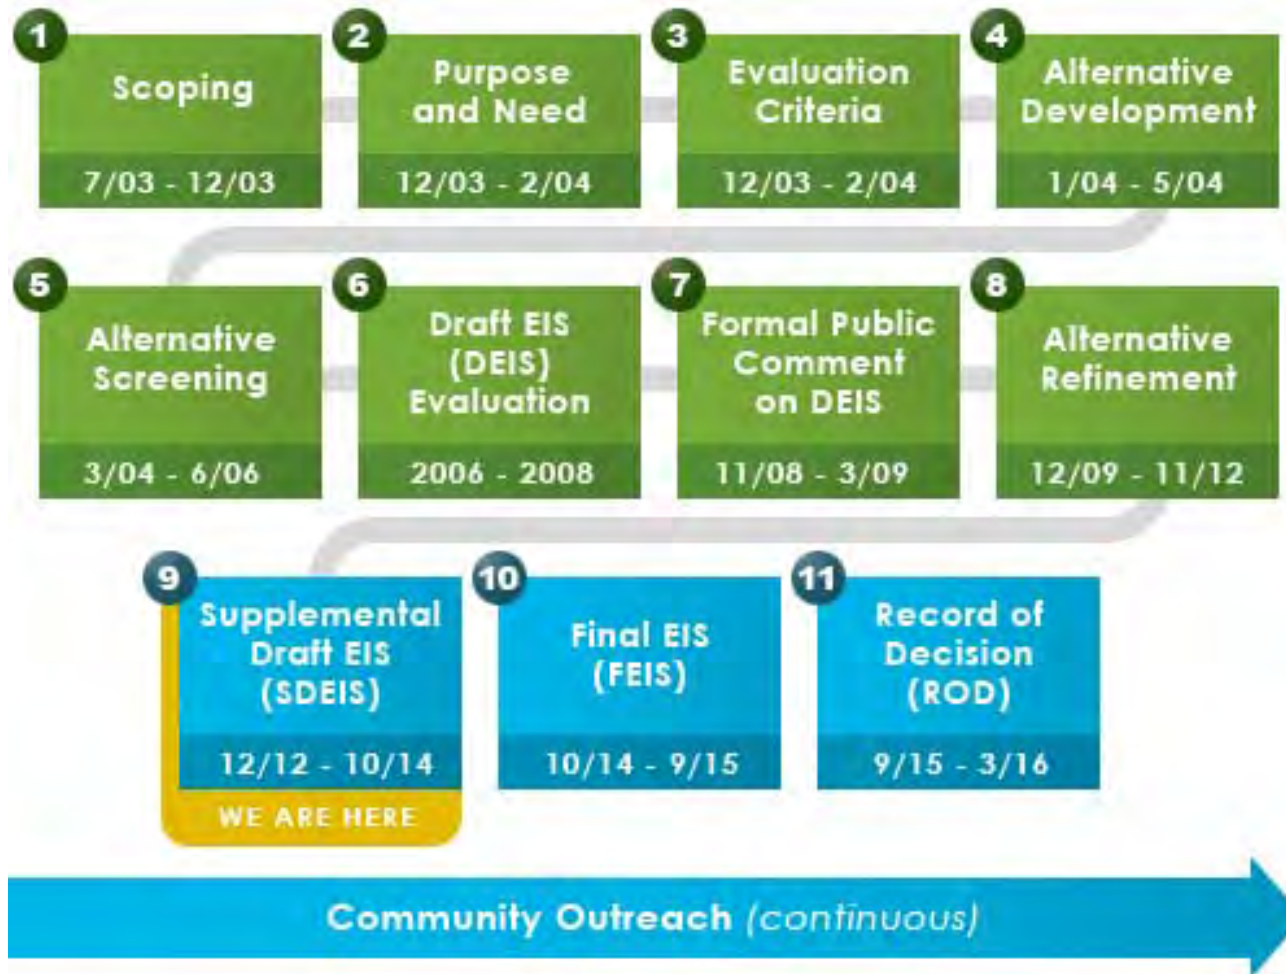 1
Scoping
7/03 - 12/03
2
Purpose
and Need
12/03 - 2/04
3
Evaluation
Criteria
12/03 - 2/04
4
Alternative
Development
1/04 - 5/04
5
Alternative
Screening
3/04 - 6/06
6
Draft EIS
(DEIS)
Evaluation
2006 - 2008
7
Formal Public
Comment
on DEIS
11/08 - 3/09
8
Alternative
Refinement
12/09 - 11/12
9
Supplemental
Draft EIS
(SDEIS)
12/12 - 10/14
WE ARE HERE
10
Final EIS
(FEIS)
10/14 - 9/15
11
Record of
Decision
(ROD)
9/15 - 3/16
Community Outreach (continuous)